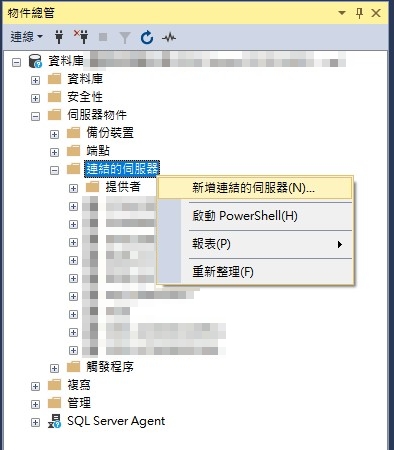 物件總管
連線
資料庫
資料庫
安全性
伺服器物件
備份裝置
端點
連結的伺服器
提供者
新增連結的伺服器(N)...
啟動 PowerShell(H)
報表(P)
重新整理(F)
觸發程序
複寫
管理
SQL Server Agent